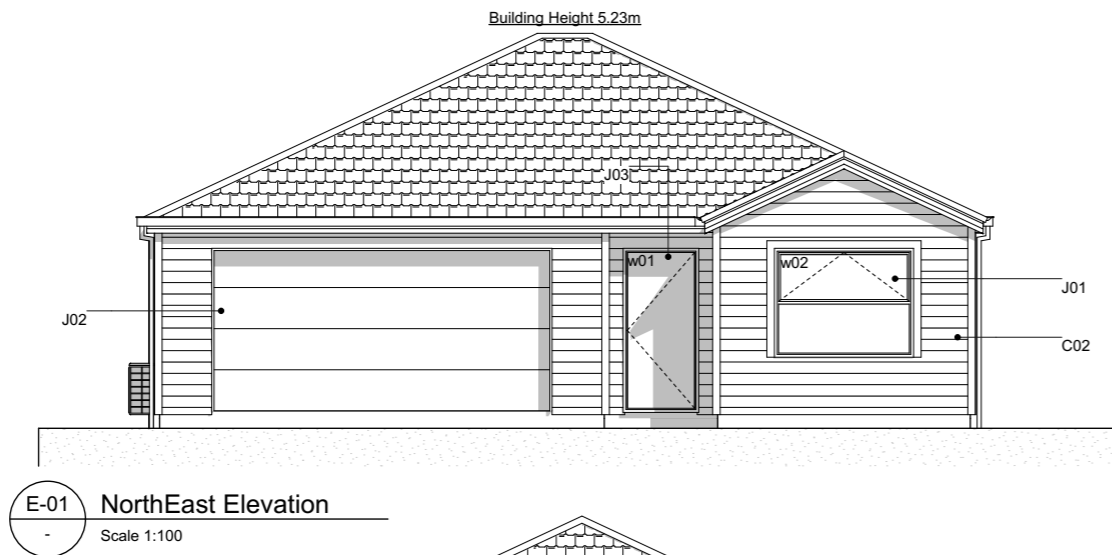 Building Height 5.23m
J03
w01
w02
J01
J02
C02
E-01
NorthEast Elevation
-
Scale 1:100